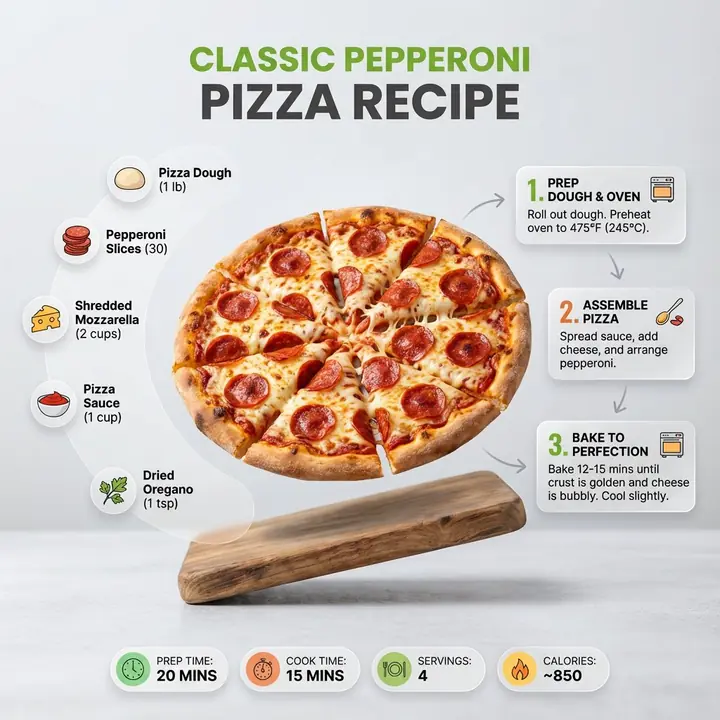 CLASSIC PEPPERONI
PIZZA RECIPE
Pizza Dough
(1 lb)
Pepperoni
Slices (30)
Shredded
Mozzarella
(2 cups)
Pizza
Sauce
(1 cup)
Dried
Oregano
(1 tsp)
1. PREP
DOUGH & OVEN
Roll out dough. Preheat
oven to 475°F (245°C).
2. ASSEMBLE
PIZZA
Spread sauce, add
cheese, and arrange
pepperoni.
3. BAKE TO
PERFECTION
Bake 12-15 mins until
crust is golden and cheese
is bubbly. Cool slightly.
PREP TIME:
20 MINS
COOK TIME:
15 MINS
SERVINGS:
4
CALORIES:
~850